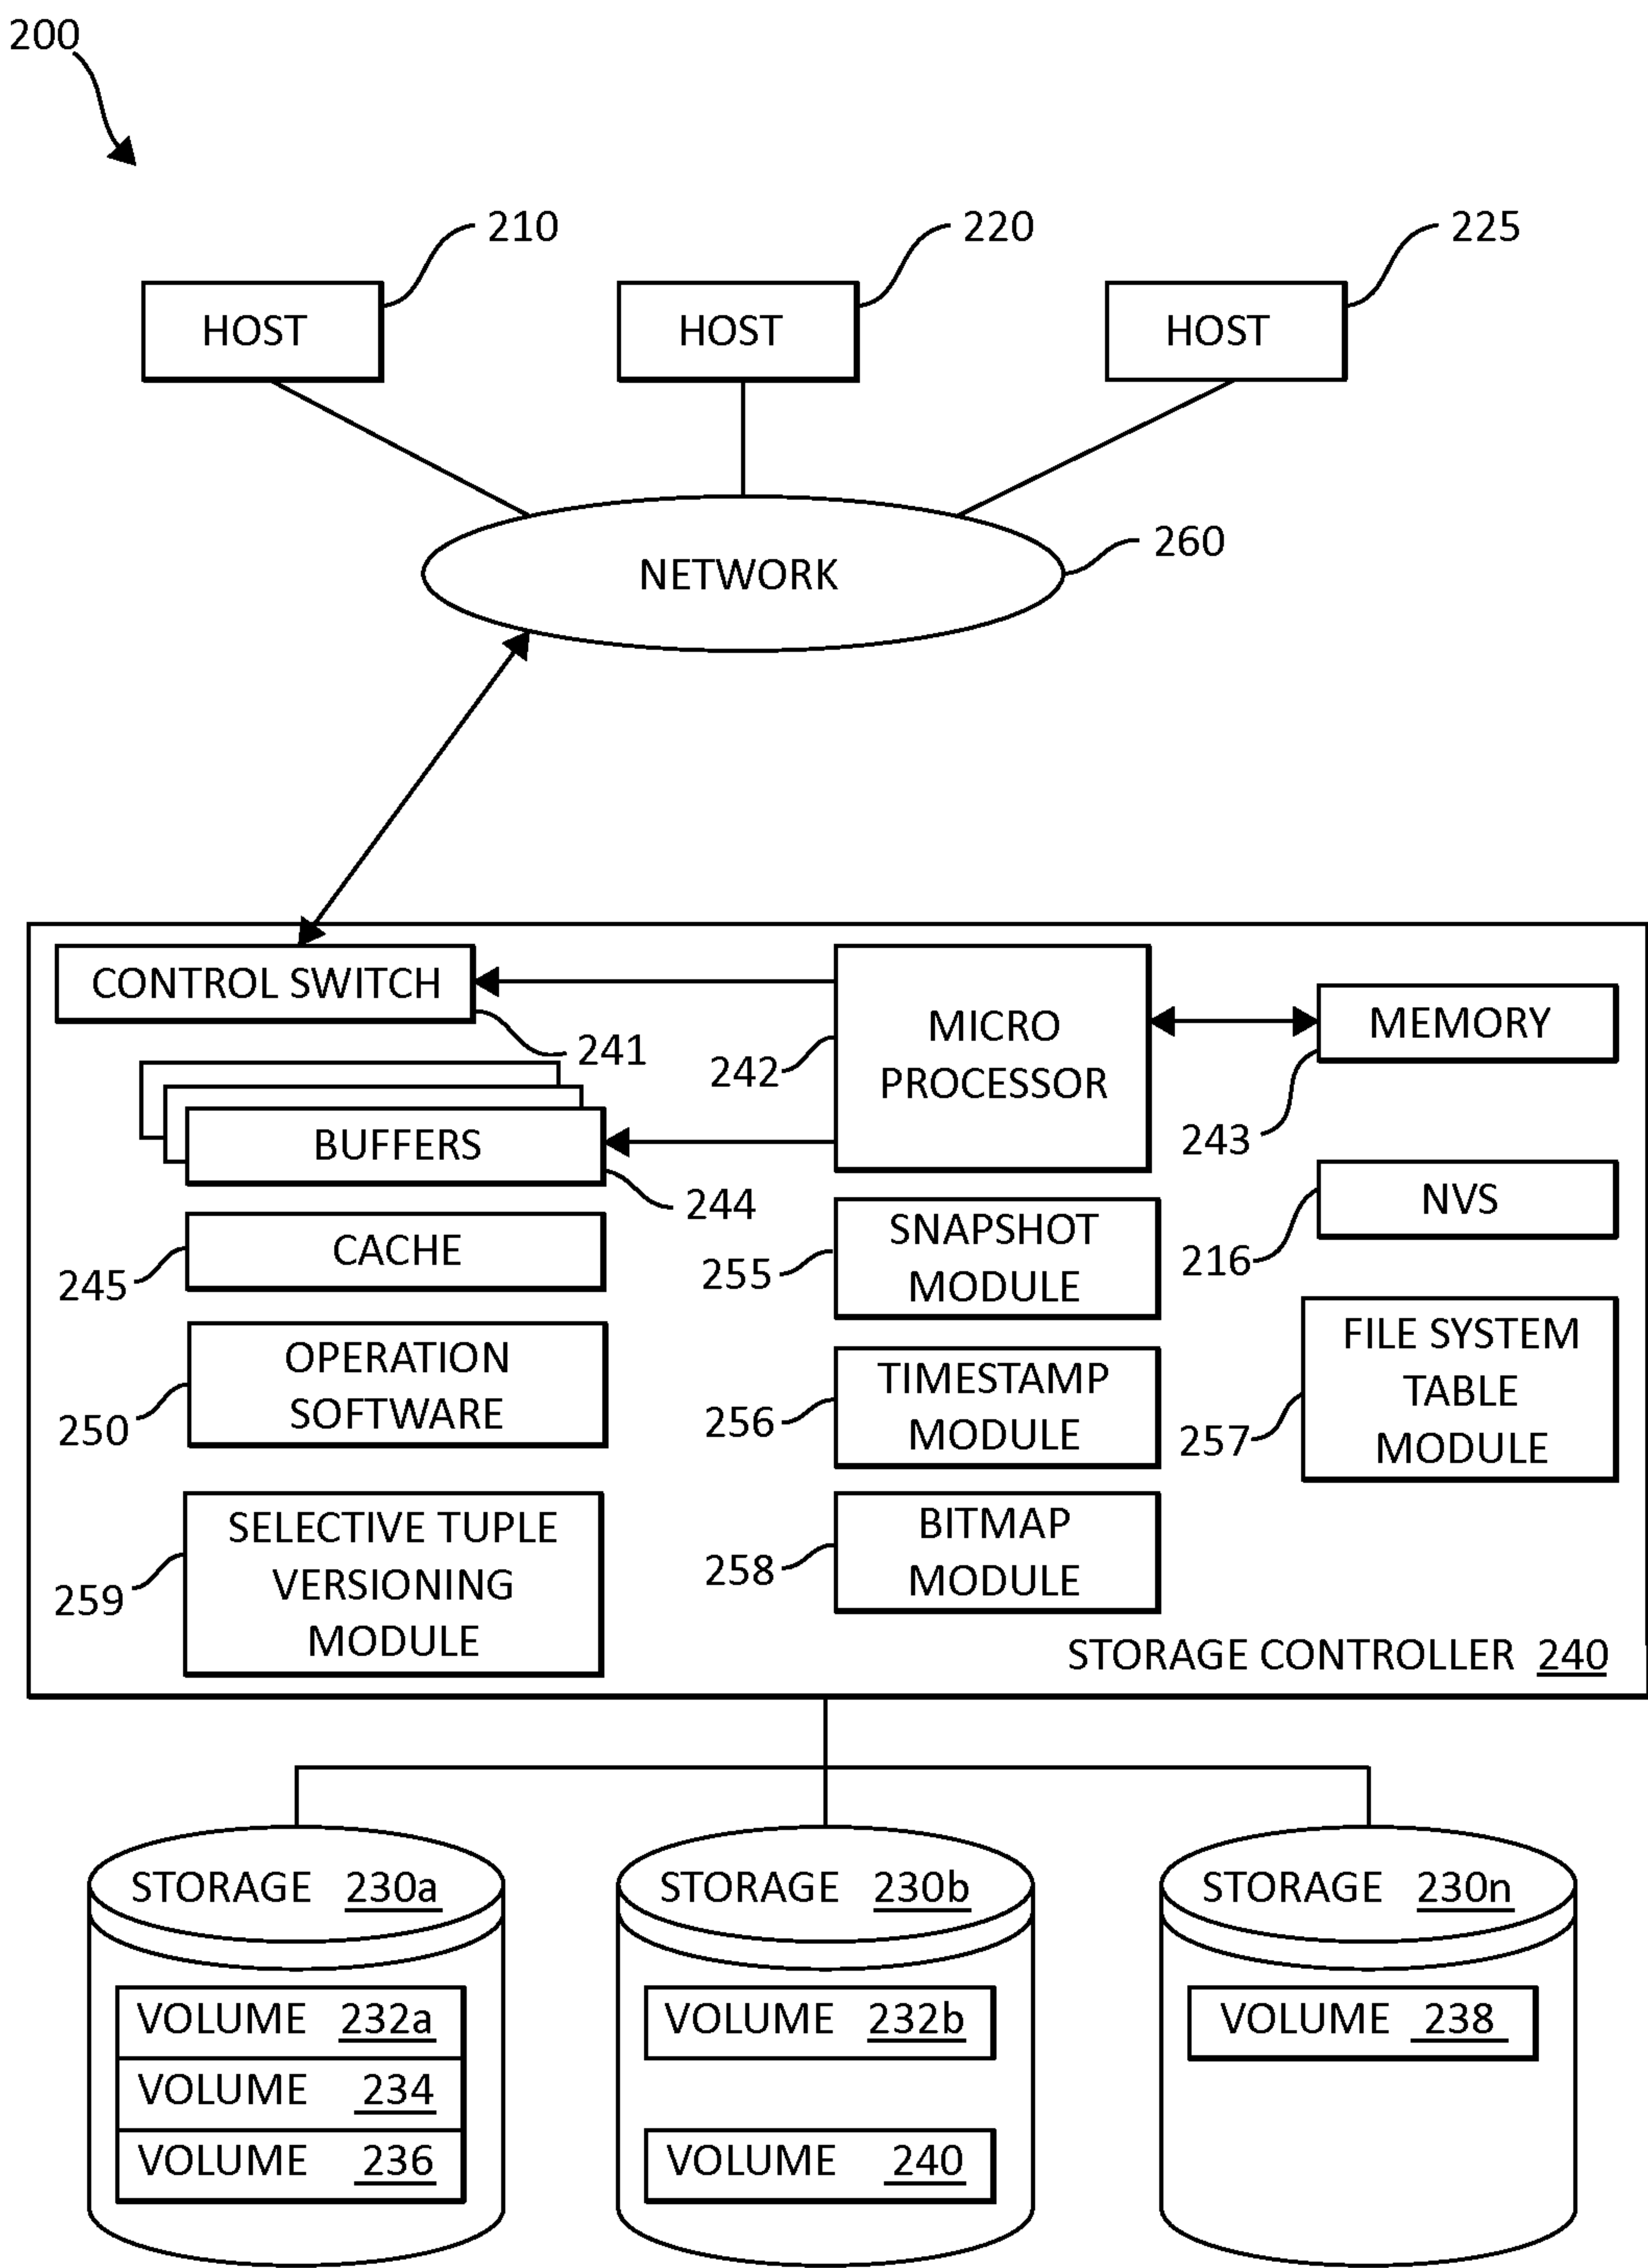 200
210
220
225
HOST
HOST
HOST
260
NETWORK
CONTROL SWITCH
241
MICRO
PROCESSOR
242
MEMORY
243
BUFFERS
244
NVS
216
CACHE
245
SNAPSHOT
MODULE
255
OPERATION
SOFTWARE
250
TIMESTAMP
MODULE
256
FILE SYSTEM
TABLE
MODULE
257
SELECTIVE TUPLE
VERSIONING
MODULE
259
BITMAP
MODULE
258
STORAGE CONTROLLER 240
STORAGE 230a
VOLUME 232a
VOLUME 234
VOLUME 236
STORAGE 230b
VOLUME 232b
VOLUME 240
STORAGE 230n
VOLUME 238